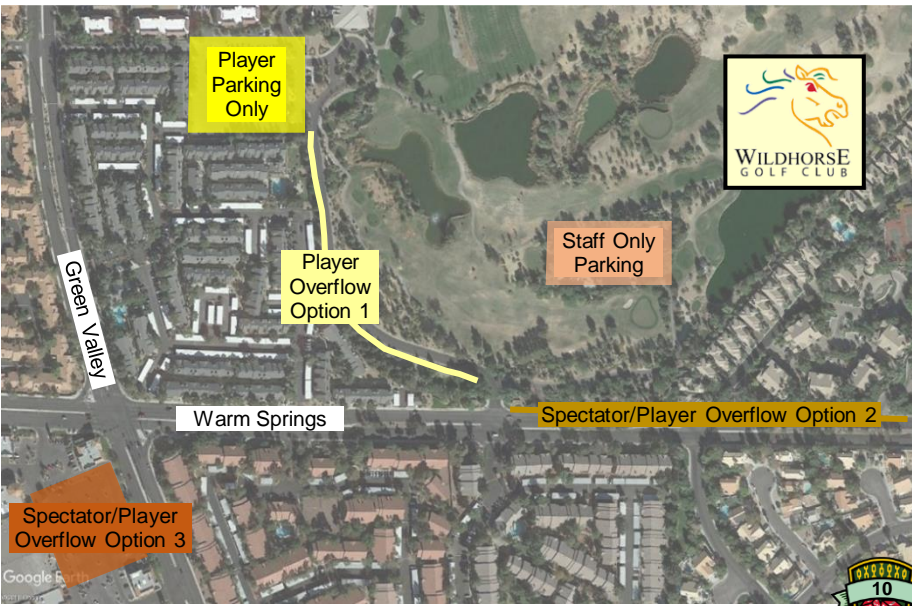 Player
Parking
Only
WILDHORSE
GOLF CLUB
Staff Only
Parking
Player
Overflow
Option 1
Green Valley
Warm Springs
Spectator/Player Overflow Option 2
Spectator/Player
Overflow Option 3
Google Earth
10